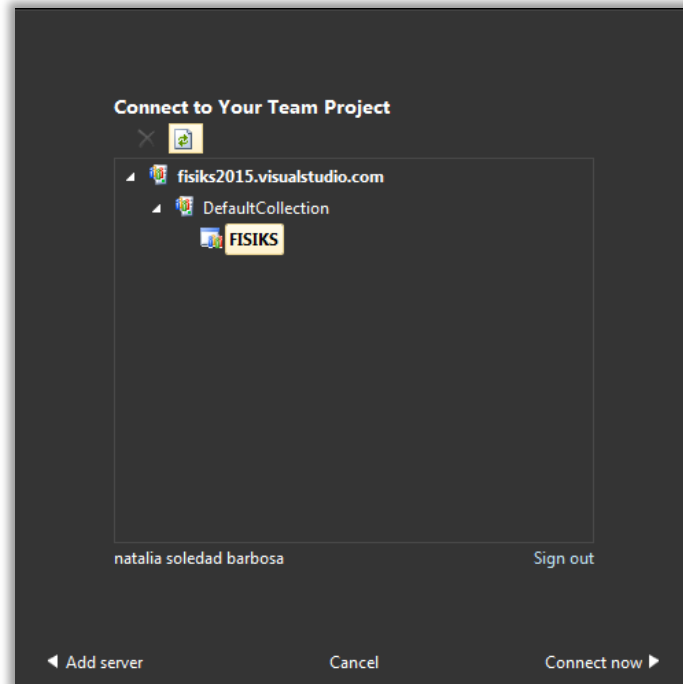 Connect to Your Team Project
fisiks2015.visualstudio.com
DefaultCollection
FISIKS
natalia soledad barbosa Sign out
Add server Cancel Connect now